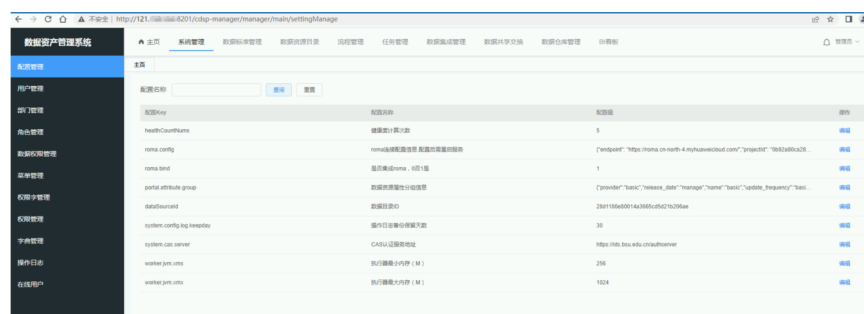 不安全 | http://121. :8201/cdsp-manager/manager/main/settingManage
数据资产管理系统 主页 系统管理 数据标准管理 数据资源目录 流程管理 任务管理 数据集成管理 数据共享交换 数据仓库管理 BI看板 管理员
配置管理 主页
用户管理 配置名称 查询 重置
部门管理 配置Key 配置名称 配置值 操作
角色管理 healthCountNums 健康度计算次数 5 编辑
数据权限管理 roma.config roma连接配置信息,配置后需重启服务 {"endpoint": "https://roma.cn-north-4.myhuaweicloud.com/","projectId": "9b92a80ca28... 编辑
菜单管理 roma.bind 是否集成roma，0否1是 1 编辑
权限字管理 portal.attribute.group 数据资源属性分组信息 {"provider":"basic","release_date":"manage","name":"basic","update_frequency":"basi... 编辑
权限管理 dataSourceId 数据目录ID 编辑
字典管理 system.config.log.keepday 操作日志备份保留天数 30 编辑
操作日志 system.cas.server CAS认证服务地址 https://ids.bsu.edu.cn/authserver 编辑
在线用户 worker.jvm.xms 执行器最小内存（M） 256 编辑
worker.jvm.xmx 执行器最大内存（M） 1024 编辑